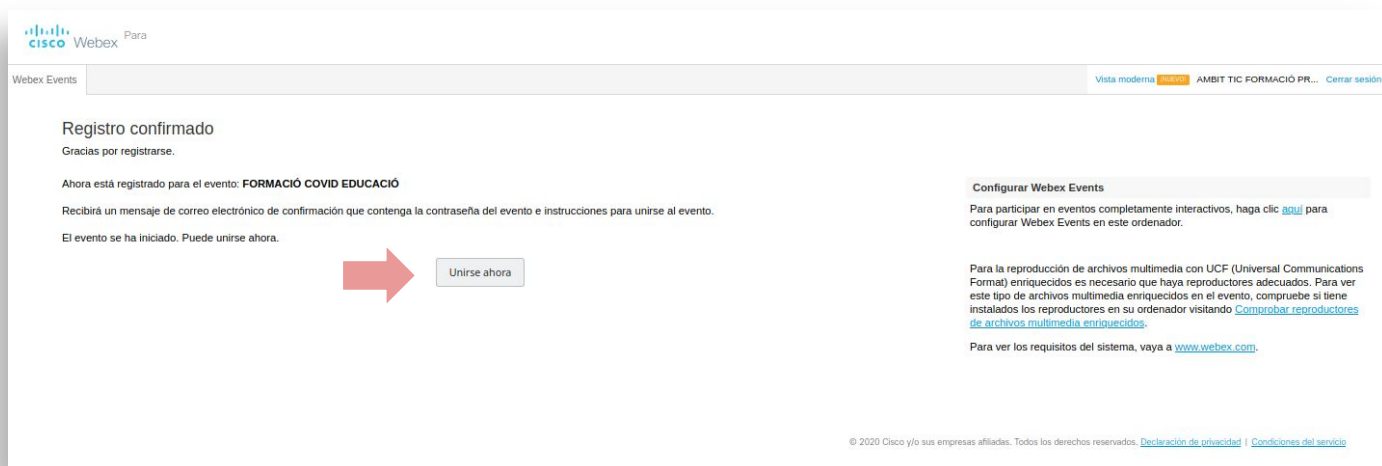 cisco Webex Para
Webex Events
Vista moderna ¡NUEVO! AMBIT TIC FORMACIÓ PR... Cerrar sesión
Registro confirmado
Gracias por registrarse.
Ahora está registrado para el evento: FORMACIÓ COVID EDUCACIÓ
Recibirá un mensaje de correo electrónico de confirmación que contenga la contraseña del evento e instrucciones para unirse al evento.
El evento se ha iniciado. Puede unirse ahora.
Unirse ahora
Configurar Webex Events
Para participar en eventos completamente interactivos, haga clic aquí para
configurar Webex Events en este ordenador.
Para la reproducción de archivos multimedia con UCF (Universal Communications
Format) enriquecidos es necesario que haya reproductores adecuados. Para ver
este tipo de archivos multimedia enriquecidos en el evento, compruebe si tiene
instalados los reproductores en su ordenador visitando Comprobar reproductores
de archivos multimedia enriquecidos.
Para ver los requisitos del sistema, vaya a www.webex.com.
© 2020 Cisco y/o sus empresas afiliadas. Todos los derechos reservados. Declaración de privacidad | Condiciones del servicio